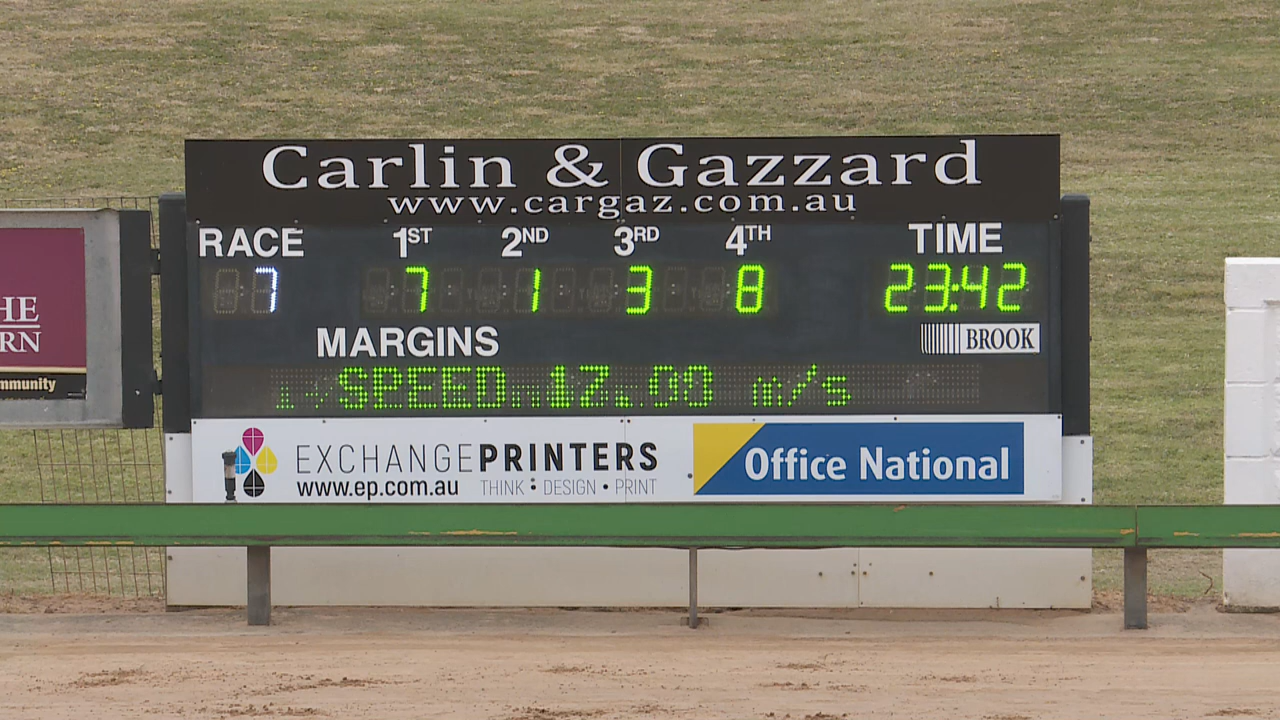 Carlin & Gazzard
www.cargaz.com.au
RACE 1ST 2ND 3RD 4TH TIME
7 7 1 3 8 23:42
MARGINS
BROOK
SPEED 17.00 m/s
HE
RN
mmunity
EXCHANGEPRINTERS
www.ep.com.au THINK • DESIGN • PRINT
Office National